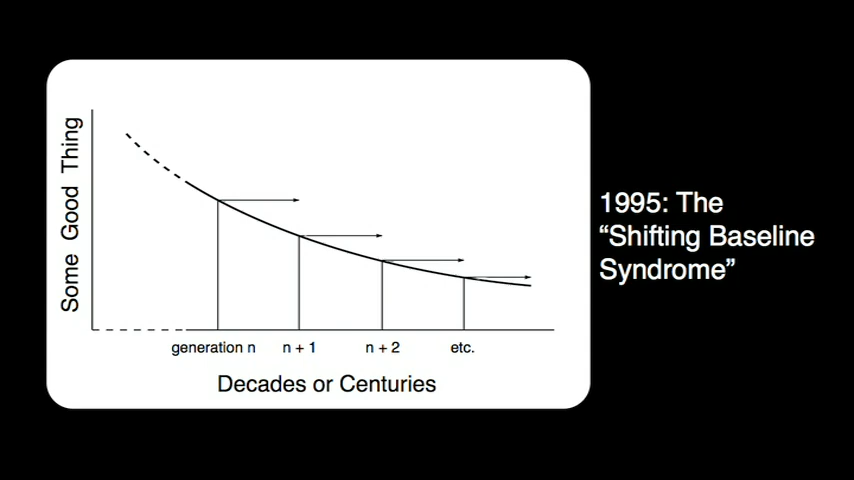 Some Good Thing
generation n
n + 1
n + 2
etc.
Decades or Centuries
1995: The
“Shifting Baseline
Syndrome”